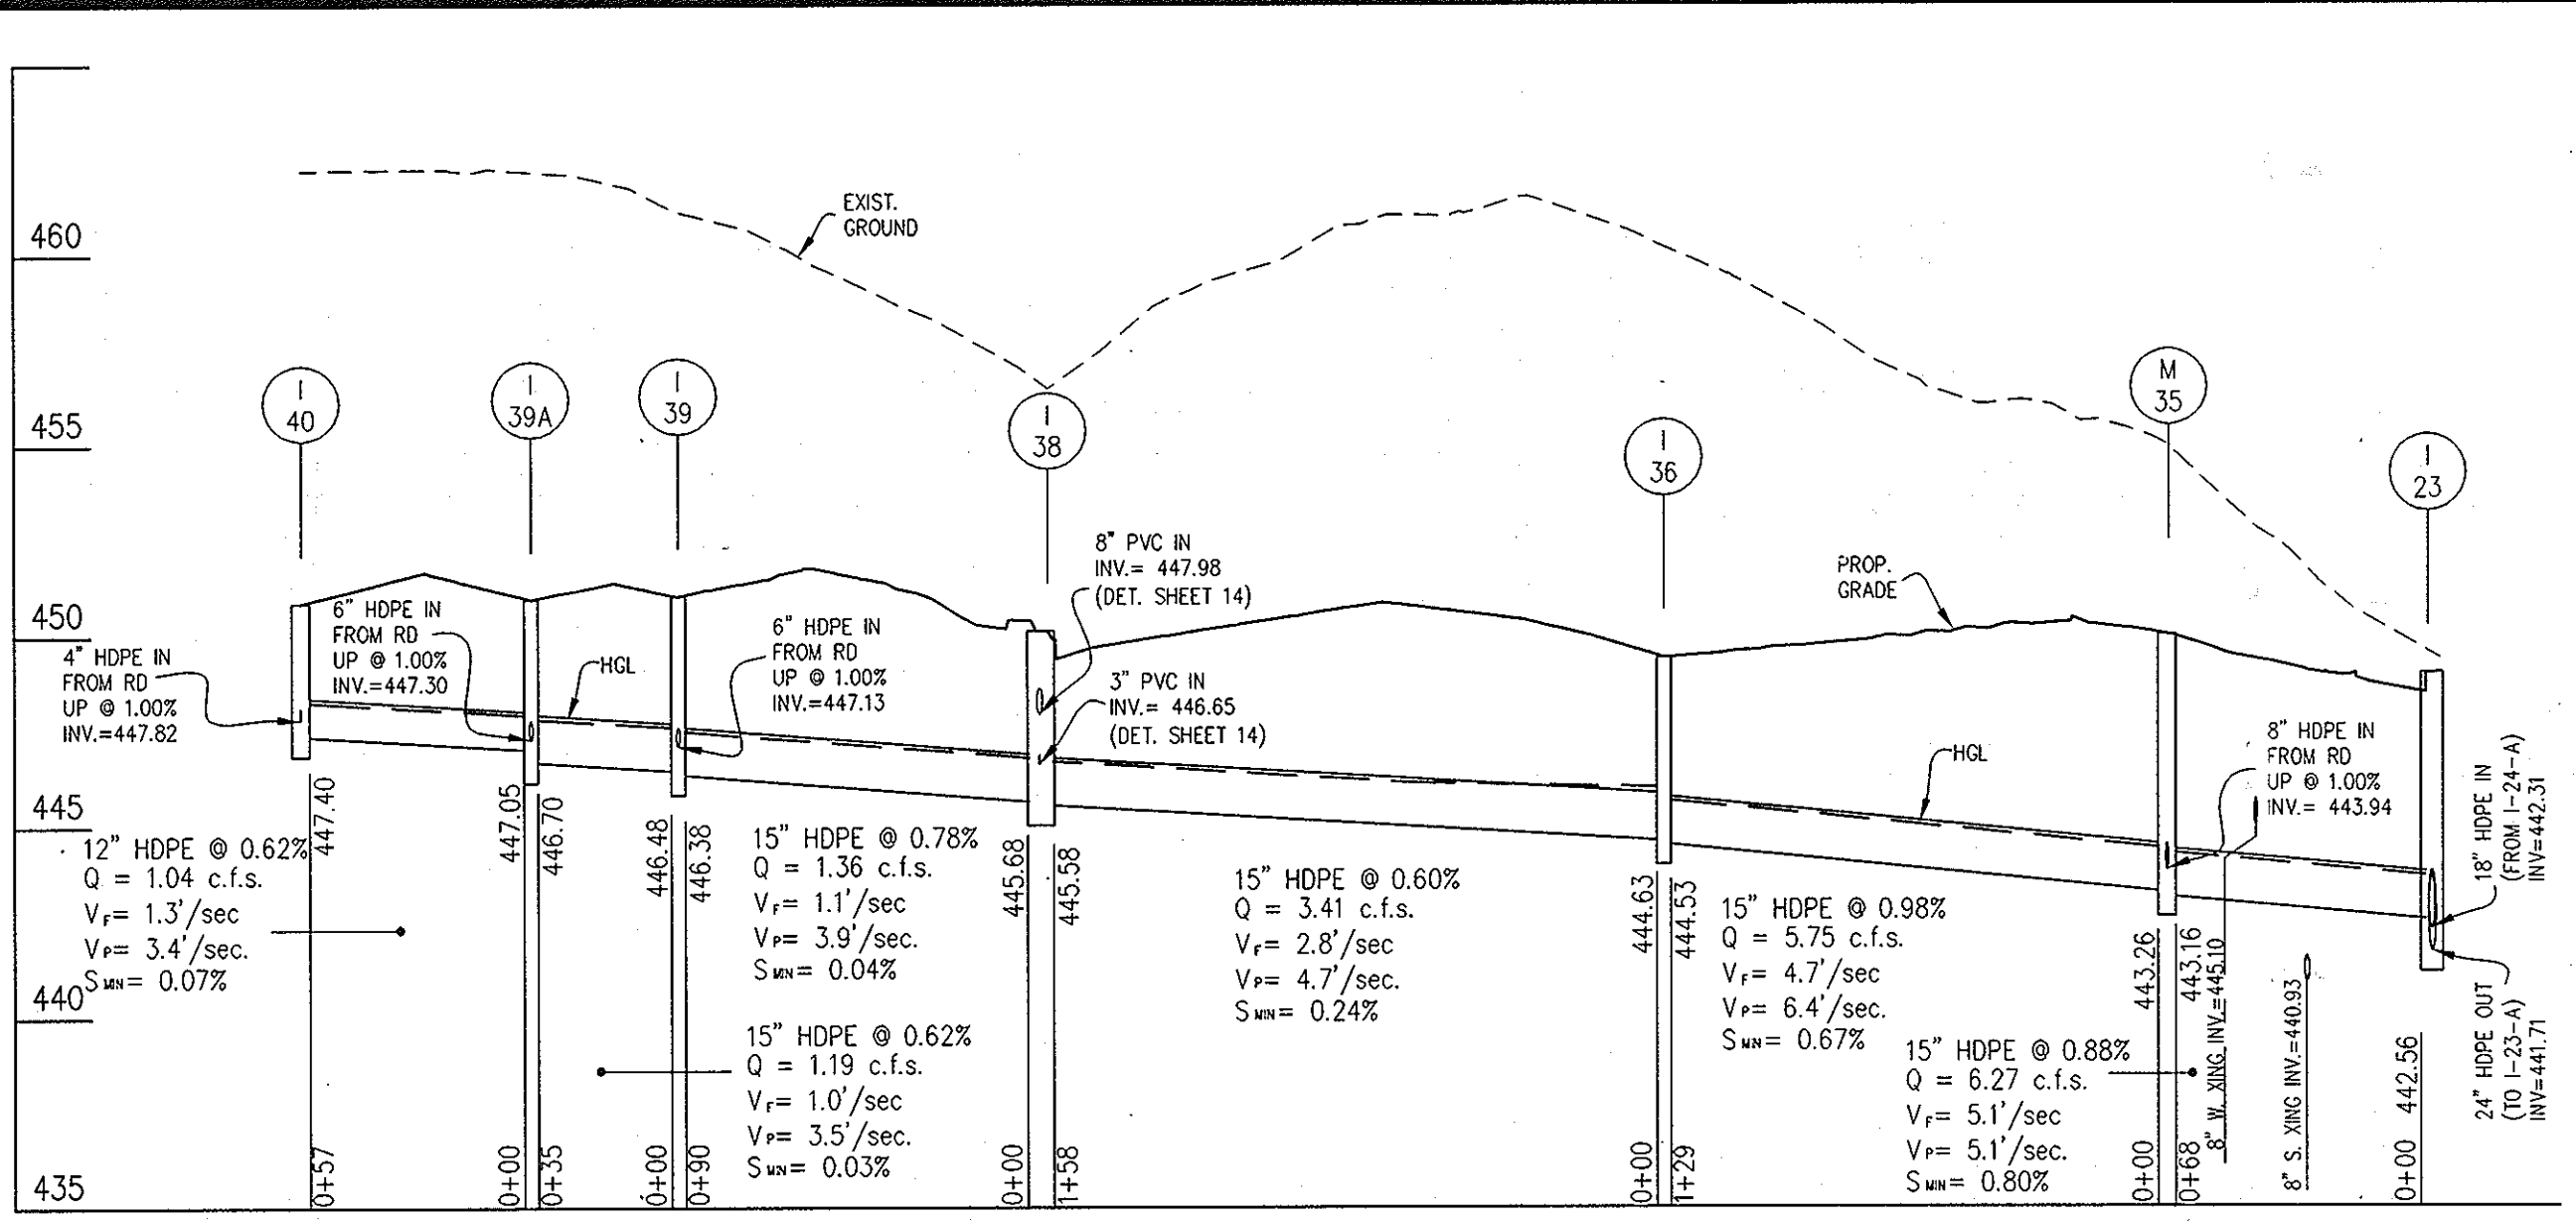 460
455
450
445
440
435
EXIST.
GROUND
I
40
I
39A
I
39
I
38
I
36
M
35
I
23
4" HDPE IN
FROM RD
UP @ 1.00%
INV.=447.82
6" HDPE IN
FROM RD
UP @ 1.00%
INV.=447.30
HGL
6" HDPE IN
FROM RD
UP @ 1.00%
INV.=447.13
8" PVC IN
INV.= 447.98
(DET. SHEET 14)
3" PVC IN
INV.= 446.65
(DET. SHEET 14)
PROP.
GRADE
HGL
8" HDPE IN
FROM RD
UP @ 1.00%
INV.= 443.94
18" HDPE IN
(FROM I-24-A)
INV=442.31
24" HDPE OUT
(TO I-23-A)
INV=441.71
12" HDPE @ 0.62%
Q = 1.04 c.f.s.
VF= 1.3'/sec
VP= 3.4'/sec.
SMIN= 0.07%
15" HDPE @ 0.78%
Q = 1.36 c.f.s.
VF= 1.1'/sec
VP= 3.9'/sec.
SMIN= 0.04%
15" HDPE @ 0.62%
Q = 1.19 c.f.s.
VF= 1.0'/sec
VP= 3.5'/sec.
SMIN= 0.03%
15" HDPE @ 0.60%
Q = 3.41 c.f.s.
VF= 2.8'/sec
VP= 4.7'/sec.
SMIN= 0.24%
15" HDPE @ 0.98%
Q = 5.75 c.f.s.
VF= 4.7'/sec
VP= 6.4'/sec.
SMIN= 0.67%
15" HDPE @ 0.88%
Q = 6.27 c.f.s.
VF= 5.1'/sec
VP= 5.1'/sec.
SMIN= 0.80%
447.40
447.05
446.70
446.48
446.38
445.68
445.58
444.63
444.53
443.26
443.16
8" W. XING INV.=445.10
8" S. XING INV.=440.93
442.56
0+57
0+00
0+35
0+00
0+90
0+00
1+58
0+00
1+29
0+00
0+68
0+00